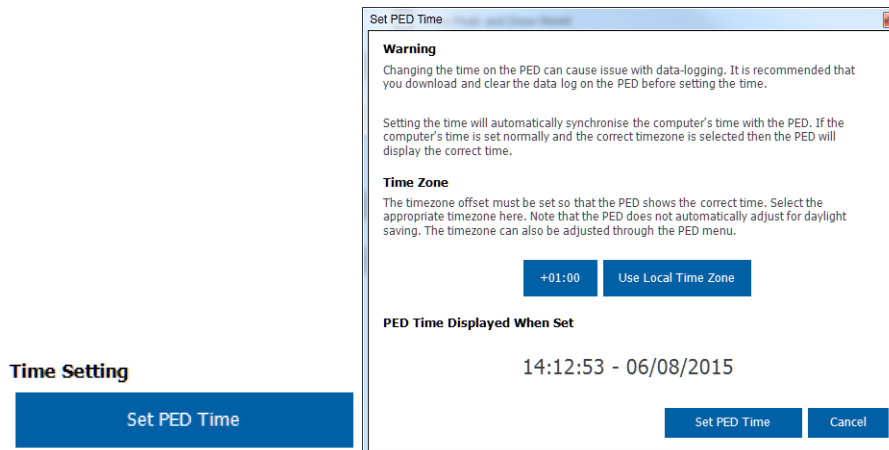 Set PED Time
Warning
Changing the time on the PED can cause issue with data-logging. It is recommended that
you download and clear the data log on the PED before setting the time.
Setting the time will automatically synchronise the computer's time with the PED. If the
computer's time is set normally and the correct timezone is selected then the PED will
display the correct time.
Time Zone
The timezone offset must be set so that the PED shows the correct time. Select the
appropriate timezone here. Note that the PED does not automatically adjust for daylight
saving. The timezone can also be adjusted through the PED menu.
+01:00 Use Local Time Zone
PED Time Displayed When Set
14:12:53 - 06/08/2015
Set PED Time Cancel
Time Setting
Set PED Time